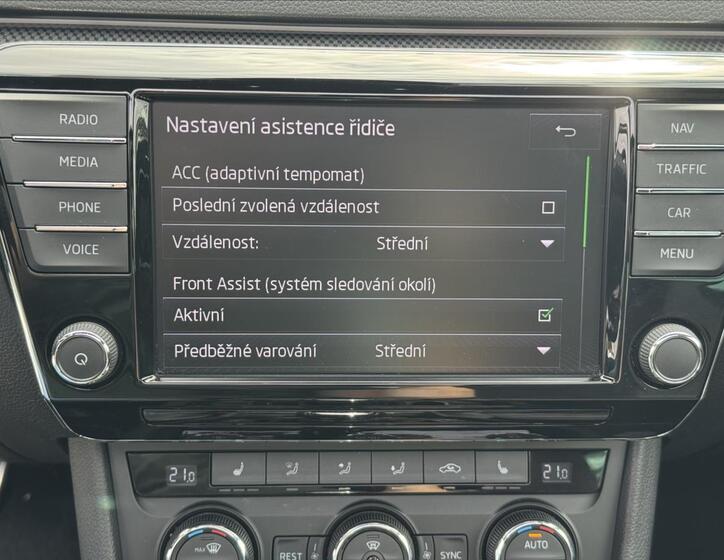 Nastavení asistence řidiče
ACC (adaptivní tempomat)
Poslední zvolená vzdálenost
Vzdálenost: Střední
Front Assist (systém sledování okolí)
Aktivní
Předběžné varování Střední
RADIO
MEDIA
PHONE
VOICE
NAV
TRAFFIC
CAR
MENU
21.0
21.0
MAX
REST
SYNC
AUTO